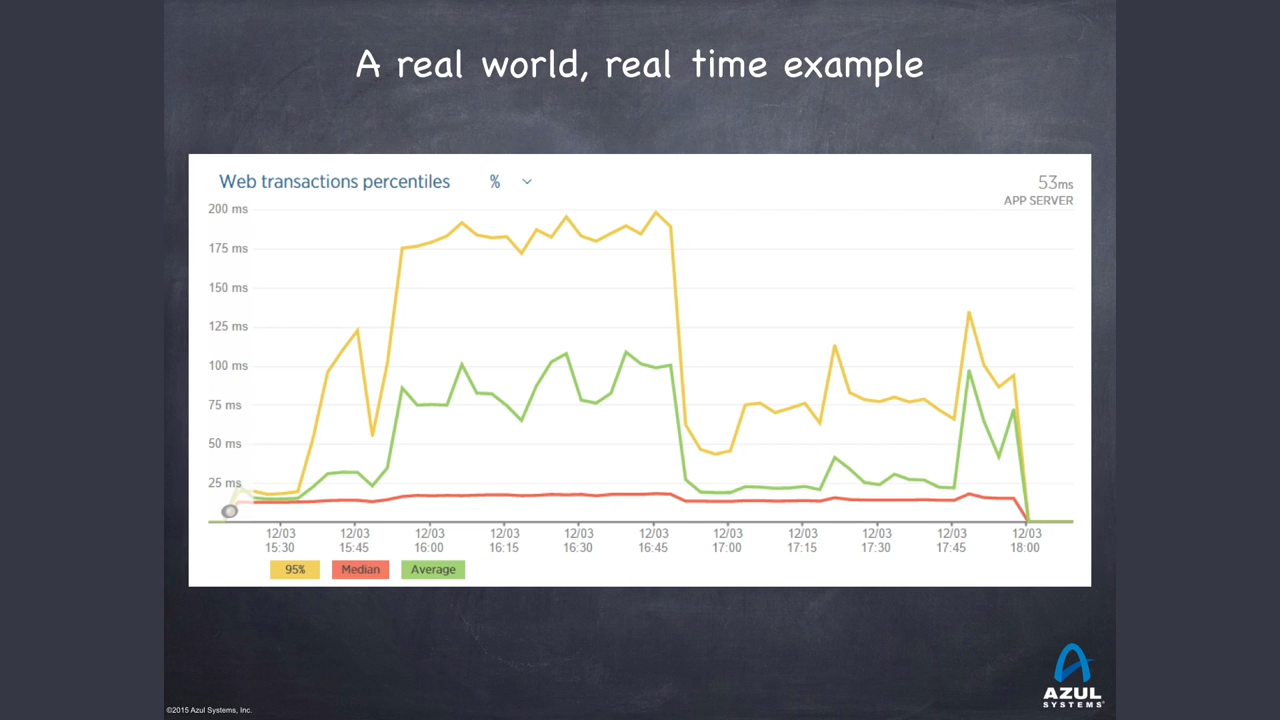 A real world, real time example
Web transactions percentiles %
53ms
APP SERVER
200 ms
175 ms
150 ms
125 ms
100 ms
75 ms
50 ms
25 ms
12/03 12/03 12/03 12/03 12/03 12/03 12/03 12/03 12/03 12/03 12/03
15:30 15:45 16:00 16:15 16:30 16:45 17:00 17:15 17:30 17:45 18:00
95% Median Average
AZUL
SYSTEMS
©2015 Azul Systems, Inc.